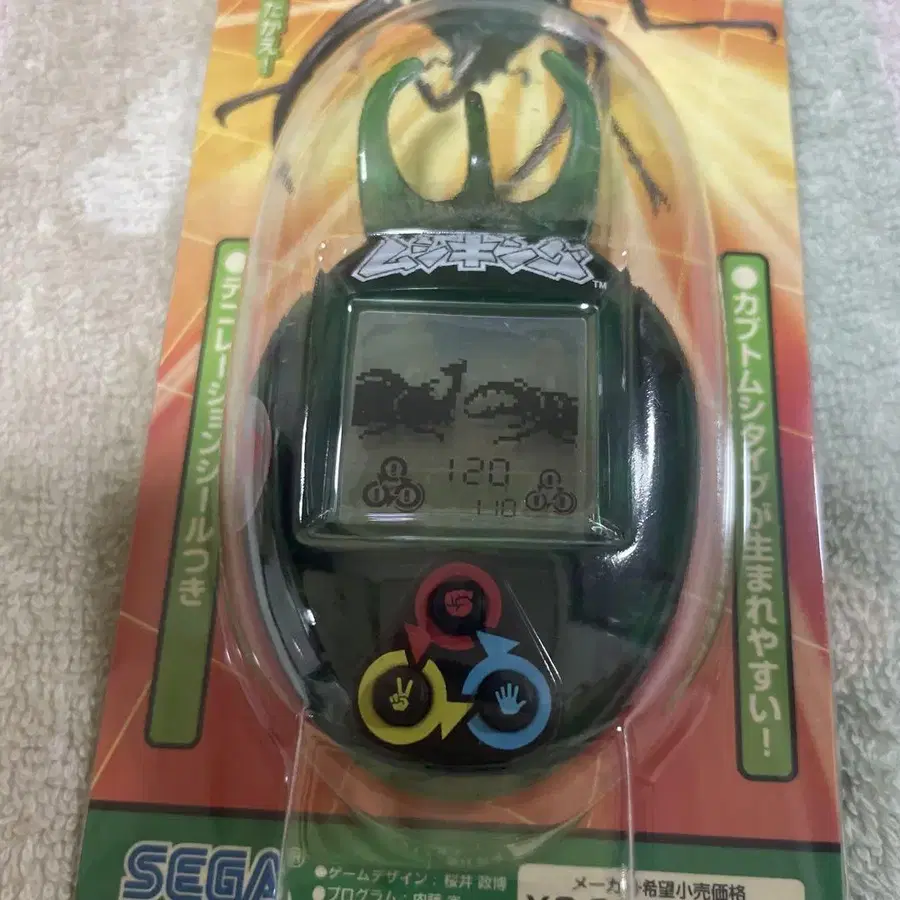 たかえ！
ムシキング
TM
●デコレーションシールつき
●カブトムシタイプが生まれやすい！
120
110
SEGA®
●ゲームデザイン：桜井 政博
●プログラム：
メーカー希望小売価格